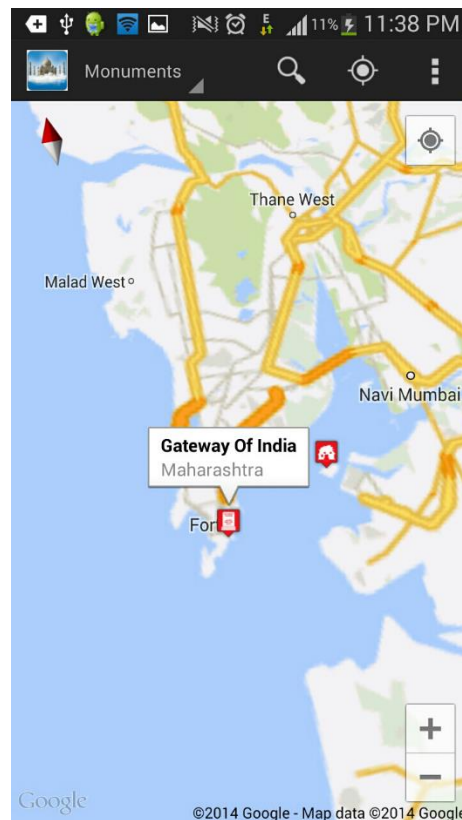 E 11% 11:38 PM
Monuments
Thane West
Malad West
Navi Mumbai
Gateway Of India
Maharashtra
For
+
−
Google
©2014 Google - Map data ©2014 Google